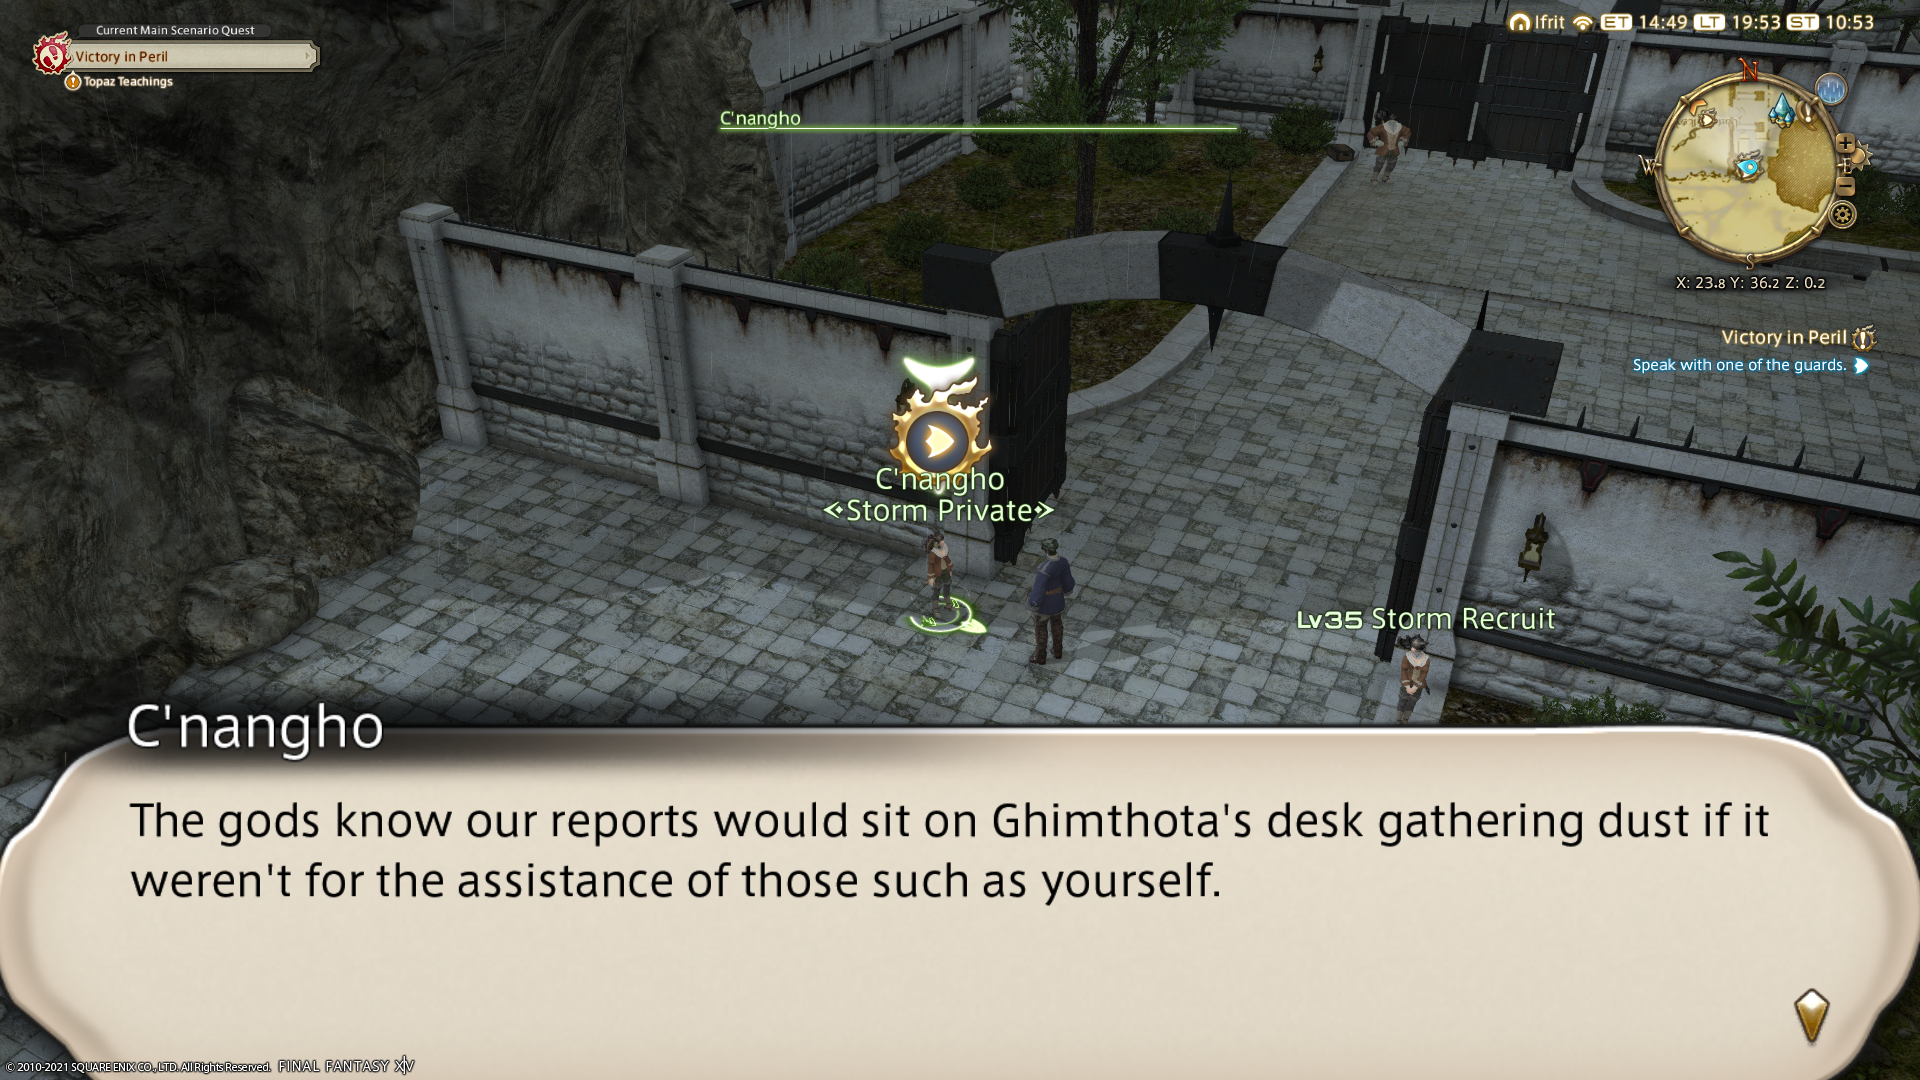 Current Main Scenario Quest
Victory in Peril
Topaz Teachings
Ifrit ET 14:49 LT 19:53 ST 10:53
C'nangho
N
W
E
S
X: 23.8 Y: 36.2 Z: 0.2
Victory in Peril
Speak with one of the guards.
C'nangho
Storm Private
Lv35 Storm Recruit
C'nangho
The gods know our reports would sit on Ghimthota's desk gathering dust if it
weren't for the assistance of those such as yourself.
© 2010-2021 SQUARE ENIX CO., LTD. All Rights Reserved. FINAL FANTASY XIV